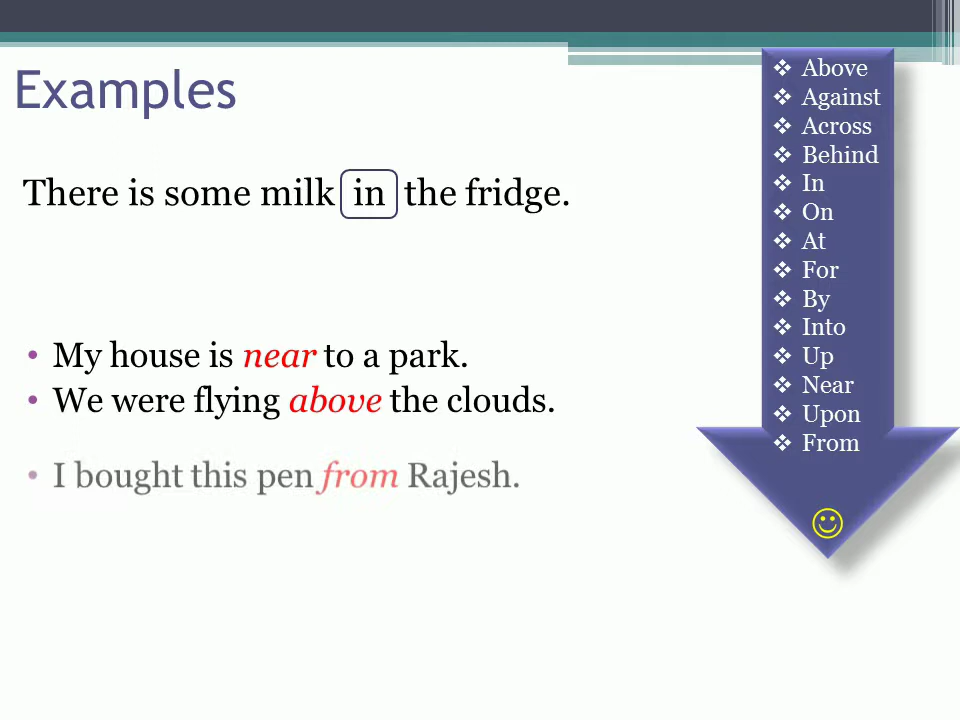 Examples
There is some milk in the fridge.
• My house is near to a park.
• We were flying above the clouds.
• I bought this pen from Rajesh.
❖ Above
❖ Against
❖ Across
❖ Behind
❖ In
❖ On
❖ At
❖ For
❖ By
❖ Into
❖ Up
❖ Near
❖ Upon
❖ From